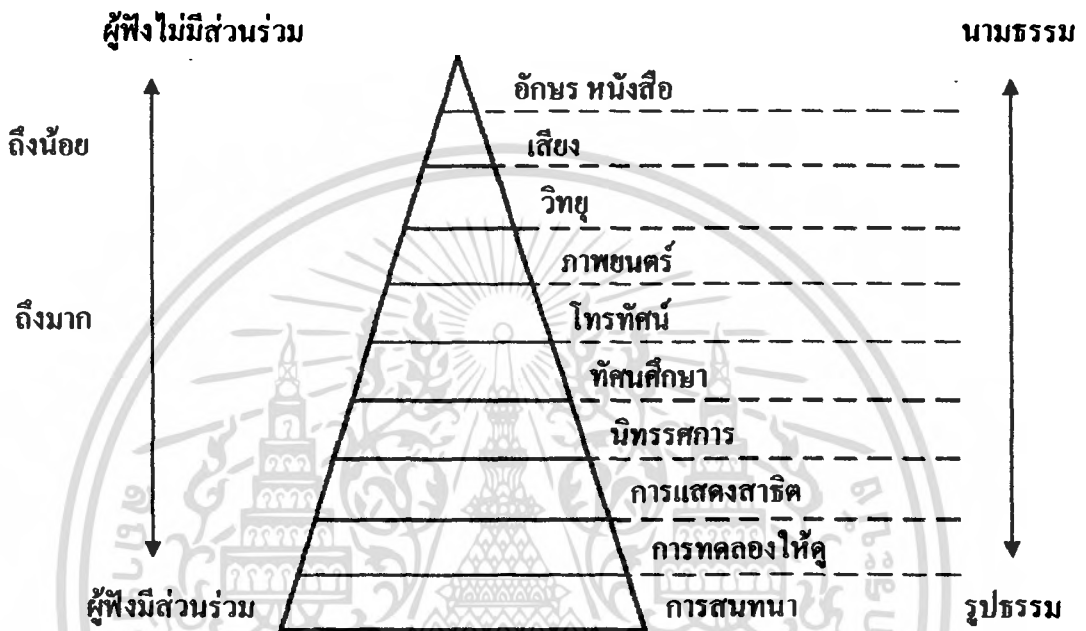 ผู้ฟังไม่มีส่วนร่วม
นามธรรม
อักษร หนังสือ
ถึงน้อย
เสียง
วิทยุ
ภาพยนตร์
ถึงมาก
โทรทัศน์
ทัศนศึกษา
นิทรรศการ
การแสดงสาธิต
การทดลองให้ดู
ผู้ฟังมีส่วนร่วม
การสนทนา
รูปธรรม